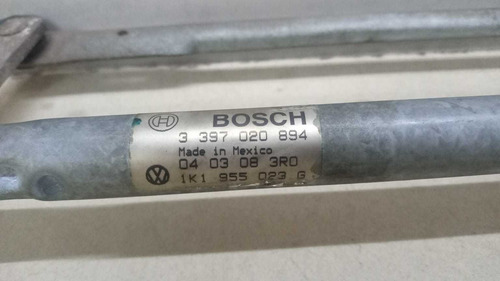 BOSCH
3 397 020 894
Made in Mexico
04 03 08 3R0
1K1 955 023 G